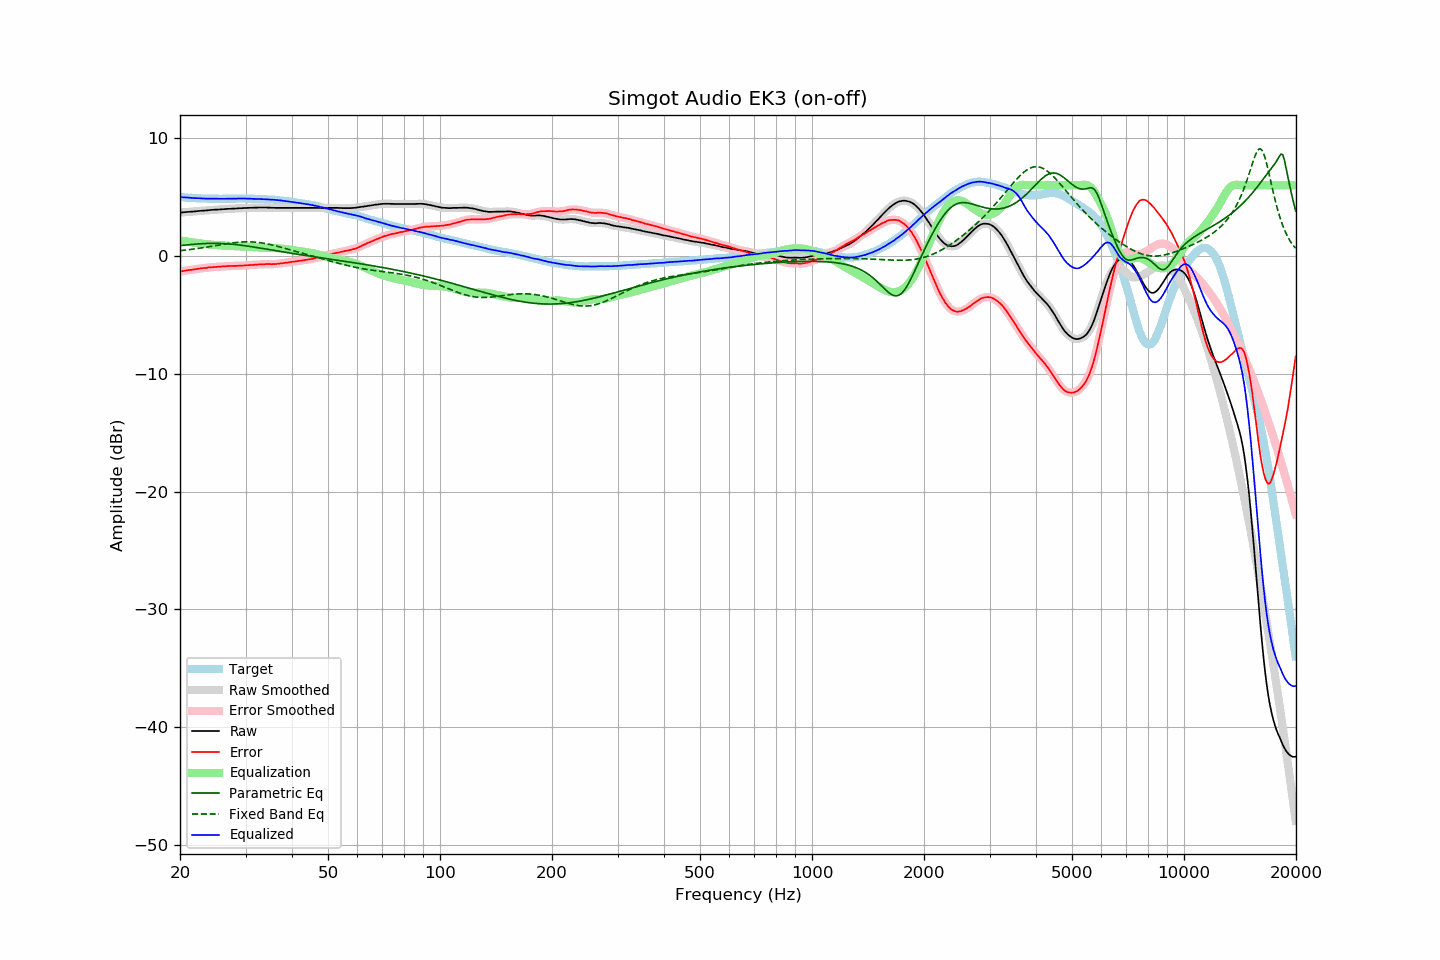 Simgot Audio EK3 (on-off)
10
0
−10
−20
−30
−40
−50
Amplitude (dBr)
Target
Raw Smoothed
Error Smoothed
Raw
Error
Equalization
Parametric Eq
Fixed Band Eq
Equalized
20 50 100 200 500 1000 2000 5000 10000 20000
Frequency (Hz)